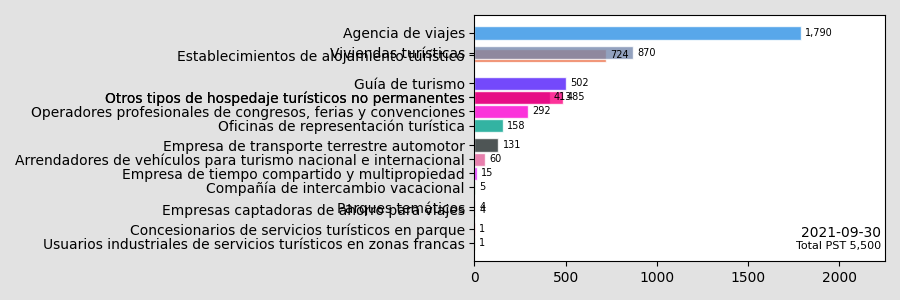 Agencia de viajes 1,790
Viviendas turísticas 870
Establecimientos de alojamiento turístico 724
Guía de turismo 502
Otros tipos de hospedaje turísticos no permanentes 413 485
Operadores profesionales de congresos, ferias y convenciones 292
Oficinas de representación turística 158
Empresa de transporte terrestre automotor 131
Arrendadores de vehículos para turismo nacional e internacional 60
Empresa de tiempo compartido y multipropiedad 15
Compañía de intercambio vacacional 5
Parques temáticos 4
Empresas captadoras de ahorro para viajes 4
Concesionarios de servicios turísticos en parque 1
Usuarios industriales de servicios turísticos en zonas francas 1
2021-09-30
Total PST 5,500
0 500 1000 1500 2000